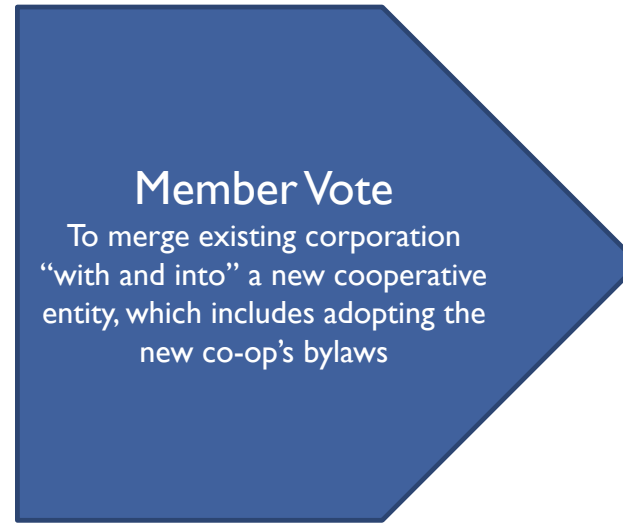 Member Vote
To merge existing corporation
“with and into” a new cooperative
entity, which includes adopting the
new co-op’s bylaws